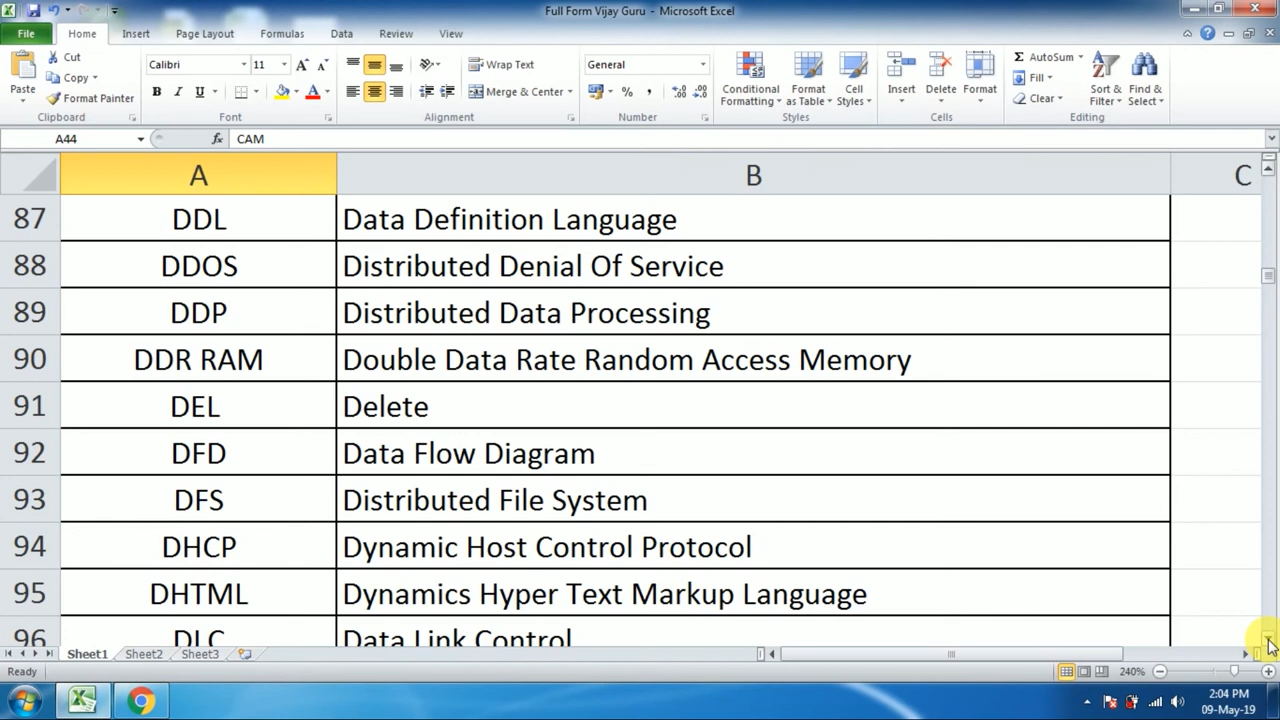 Full Form Vijay Guru - Microsoft Excel
File Home Insert Page Layout Formulas Data Review View
Paste
Cut
Copy
Format Painter
Clipboard
Calibri 11
B I U
Font
Wrap Text
Merge & Center
Alignment
General
%
Number
Conditional Formatting
Format as Table
Cell Styles
Styles
Insert
Delete
Format
Cells
AutoSum
Fill
Clear
Sort & Filter
Find & Select
Editing
A44 fx CAM
A B C
87 DDL Data Definition Language
88 DDOS Distributed Denial Of Service
89 DDP Distributed Data Processing
90 DDR RAM Double Data Rate Random Access Memory
91 DEL Delete
92 DFD Data Flow Diagram
93 DFS Distributed File System
94 DHCP Dynamic Host Control Protocol
95 DHTML Dynamics Hyper Text Markup Language
96 DLC Data Link Control
Sheet1 Sheet2 Sheet3
Ready 240%
2:04 PM
09-May-19